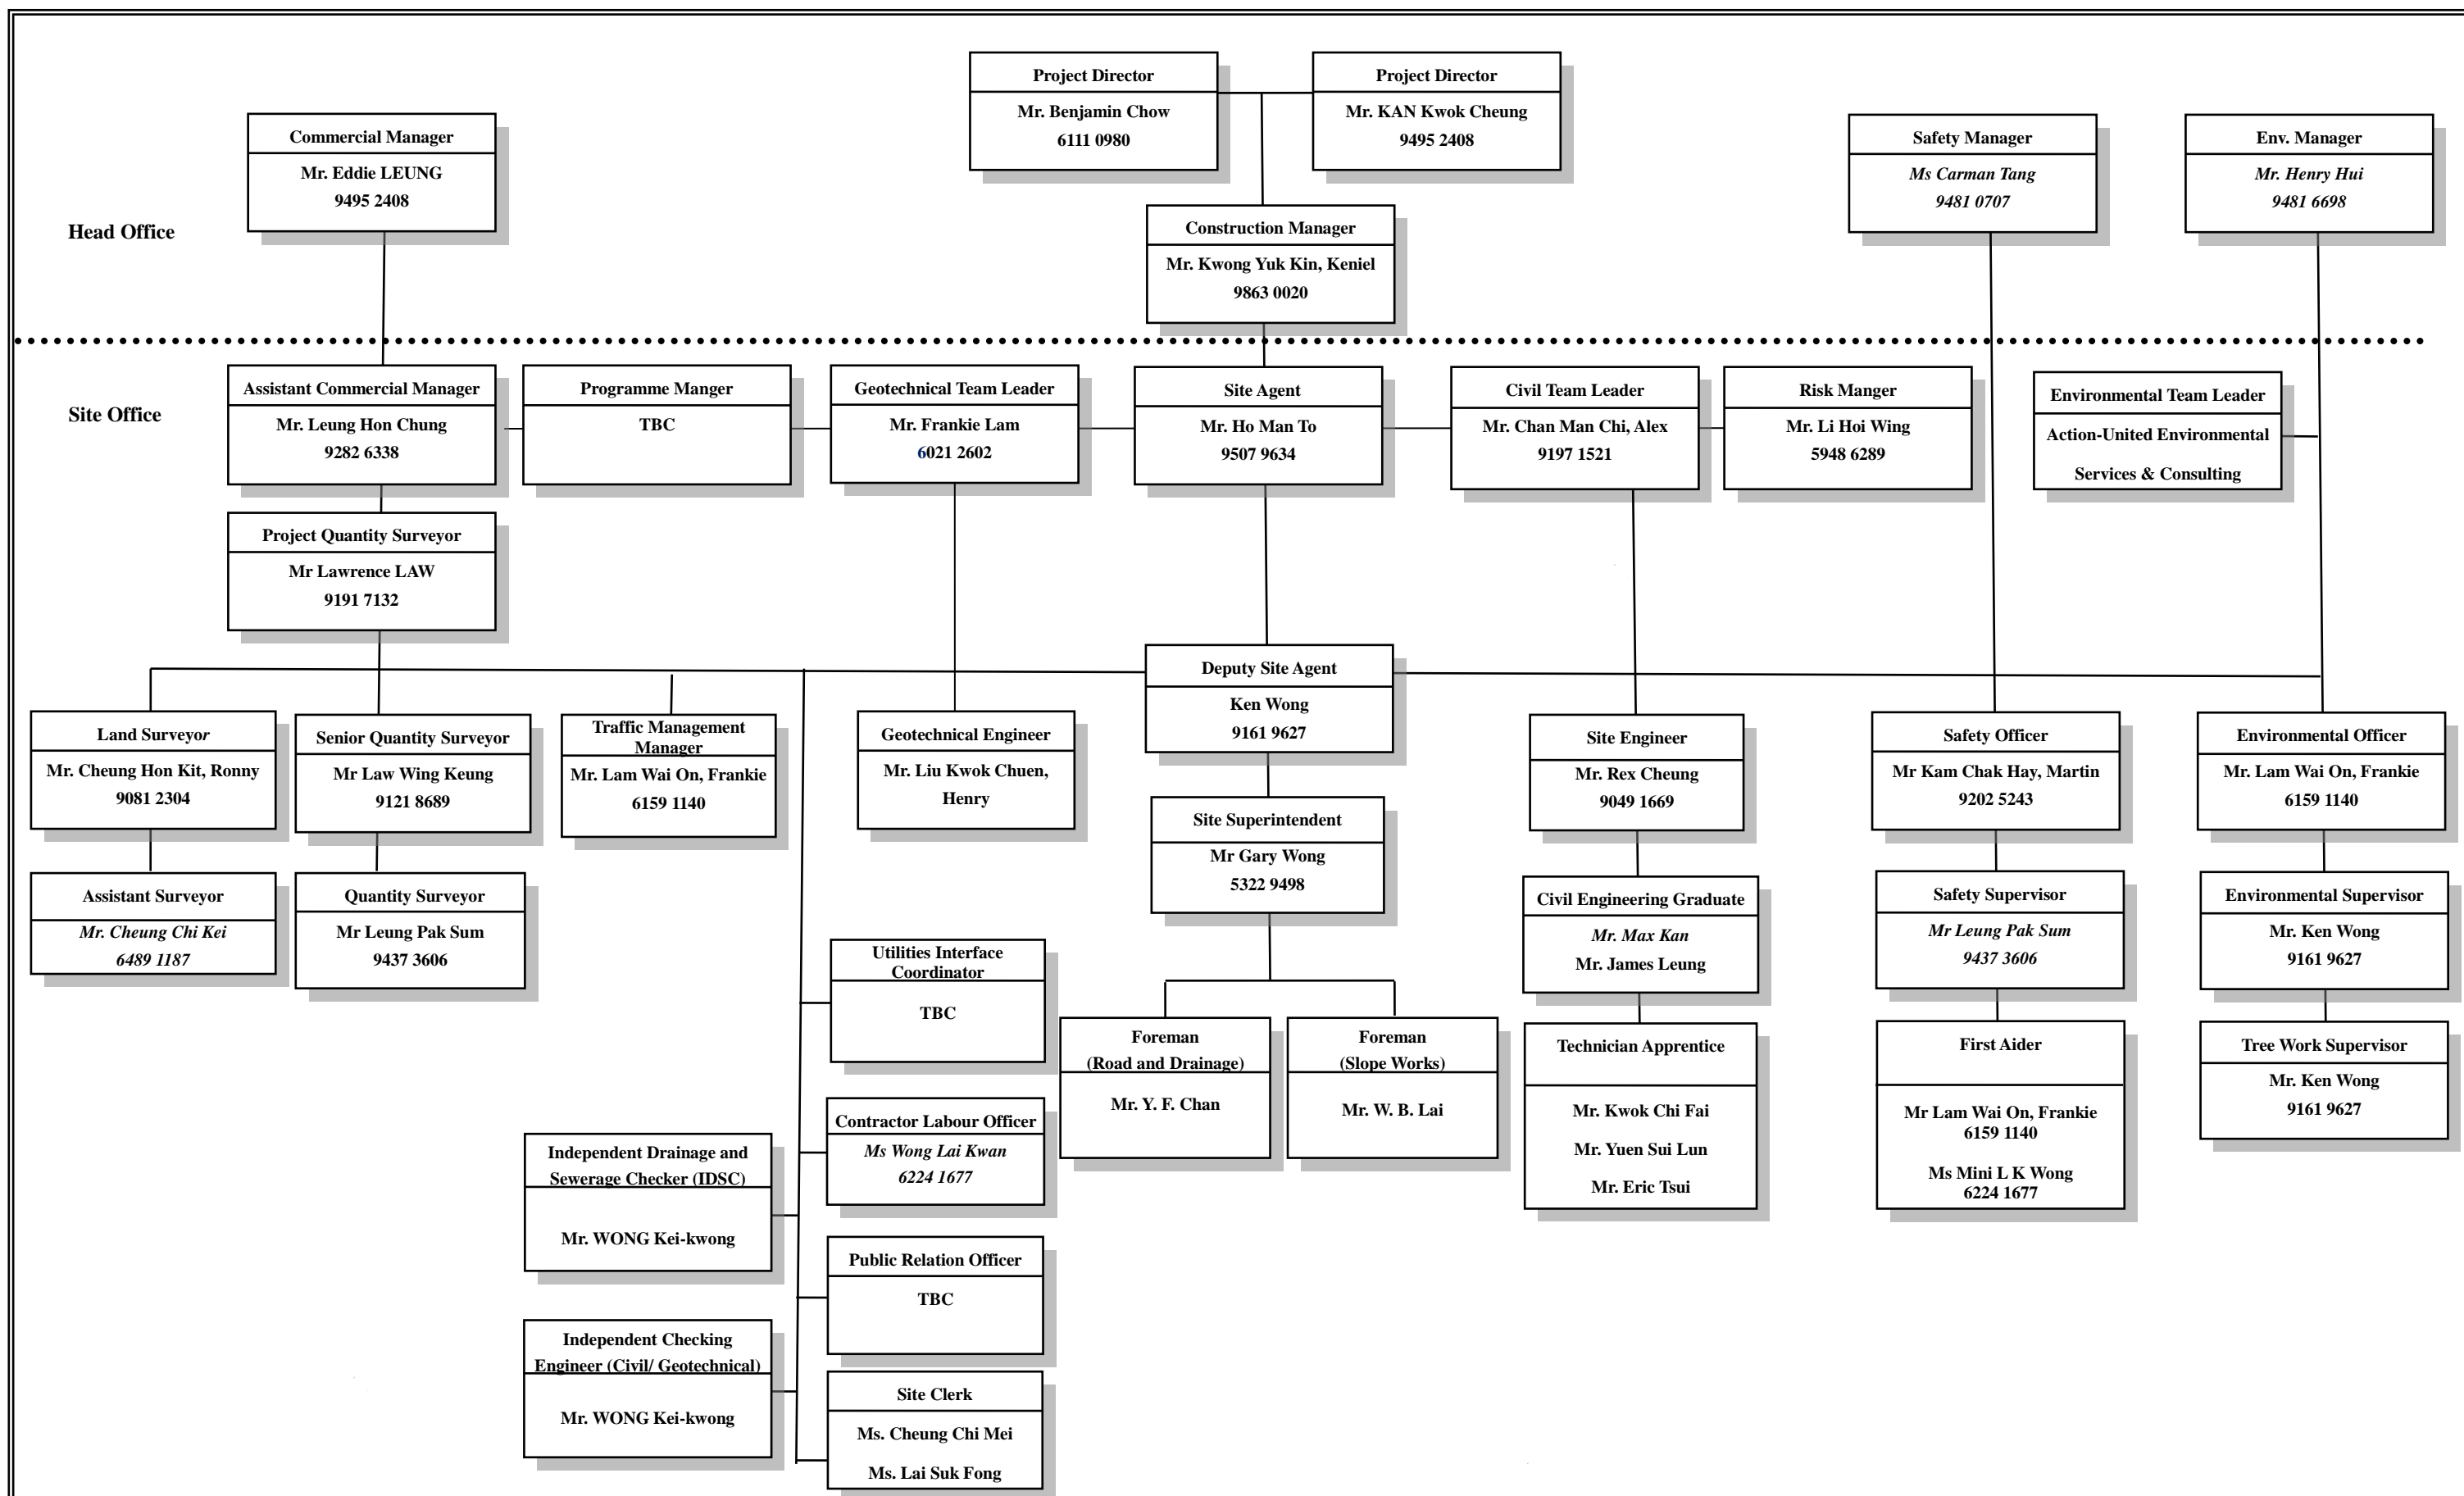 Project Director
Mr. Benjamin Chow
6111 0980
Project Director
Mr. KAN Kwok Cheung
9495 2408
Commercial Manager
Mr. Eddie LEUNG
9495 2408
Safety Manager
Ms Carman Tang
9481 0707
Env. Manager
Mr. Henry Hui
9481 6698
Head Office
Construction Manager
Mr. Kwong Yuk Kin, Keniel
9863 0020
Site Office
Assistant Commercial Manager
Mr. Leung Hon Chung
9282 6338
Programme Manger
TBC
Geotechnical Team Leader
Mr. Frankie Lam
6021 2602
Site Agent
Mr. Ho Man To
9507 9634
Civil Team Leader
Mr. Chan Man Chi, Alex
9197 1521
Risk Manger
Mr. Li Hoi Wing
5948 6289
Environmental Team Leader
Action-United Environmental
Services & Consulting
Project Quantity Surveyor
Mr Lawrence LAW
9191 7132
Deputy Site Agent
Ken Wong
9161 9627
Land Surveyor
Mr. Cheung Hon Kit, Ronny
9081 2304
Senior Quantity Surveyor
Mr Law Wing Keung
9121 8689
Traffic Management
Manager
Mr. Lam Wai On, Frankie
6159 1140
Geotechnical Engineer
Mr. Liu Kwok Chuen,
Henry
Site Engineer
Mr. Rex Cheung
9049 1669
Safety Officer
Mr Kam Chak Hay, Martin
9202 5243
Environmental Officer
Mr. Lam Wai On, Frankie
6159 1140
Site Superintendent
Mr Gary Wong
5322 9498
Assistant Surveyor
Mr. Cheung Chi Kei
6489 1187
Quantity Surveyor
Mr Leung Pak Sum
9437 3606
Civil Engineering Graduate
Mr. Max Kan
Mr. James Leung
Safety Supervisor
Mr Leung Pak Sum
9437 3606
Environmental Supervisor
Mr. Ken Wong
9161 9627
Utilities Interface
Coordinator
TBC
Foreman
(Road and Drainage)
Mr. Y. F. Chan
Foreman
(Slope Works)
Mr. W. B. Lai
Technician Apprentice
Mr. Kwok Chi Fai
Mr. Yuen Sui Lun
Mr. Eric Tsui
First Aider
Mr Lam Wai On, Frankie
6159 1140
Ms Mini L K Wong
6224 1677
Tree Work Supervisor
Mr. Ken Wong
9161 9627
Contractor Labour Officer
Ms Wong Lai Kwan
6224 1677
Independent Drainage and
Sewerage Checker (IDSC)
Mr. WONG Kei-kwong
Public Relation Officer
TBC
Independent Checking
Engineer (Civil/ Geotechnical)
Mr. WONG Kei-kwong
Site Clerk
Ms. Cheung Chi Mei
Ms. Lai Suk Fong